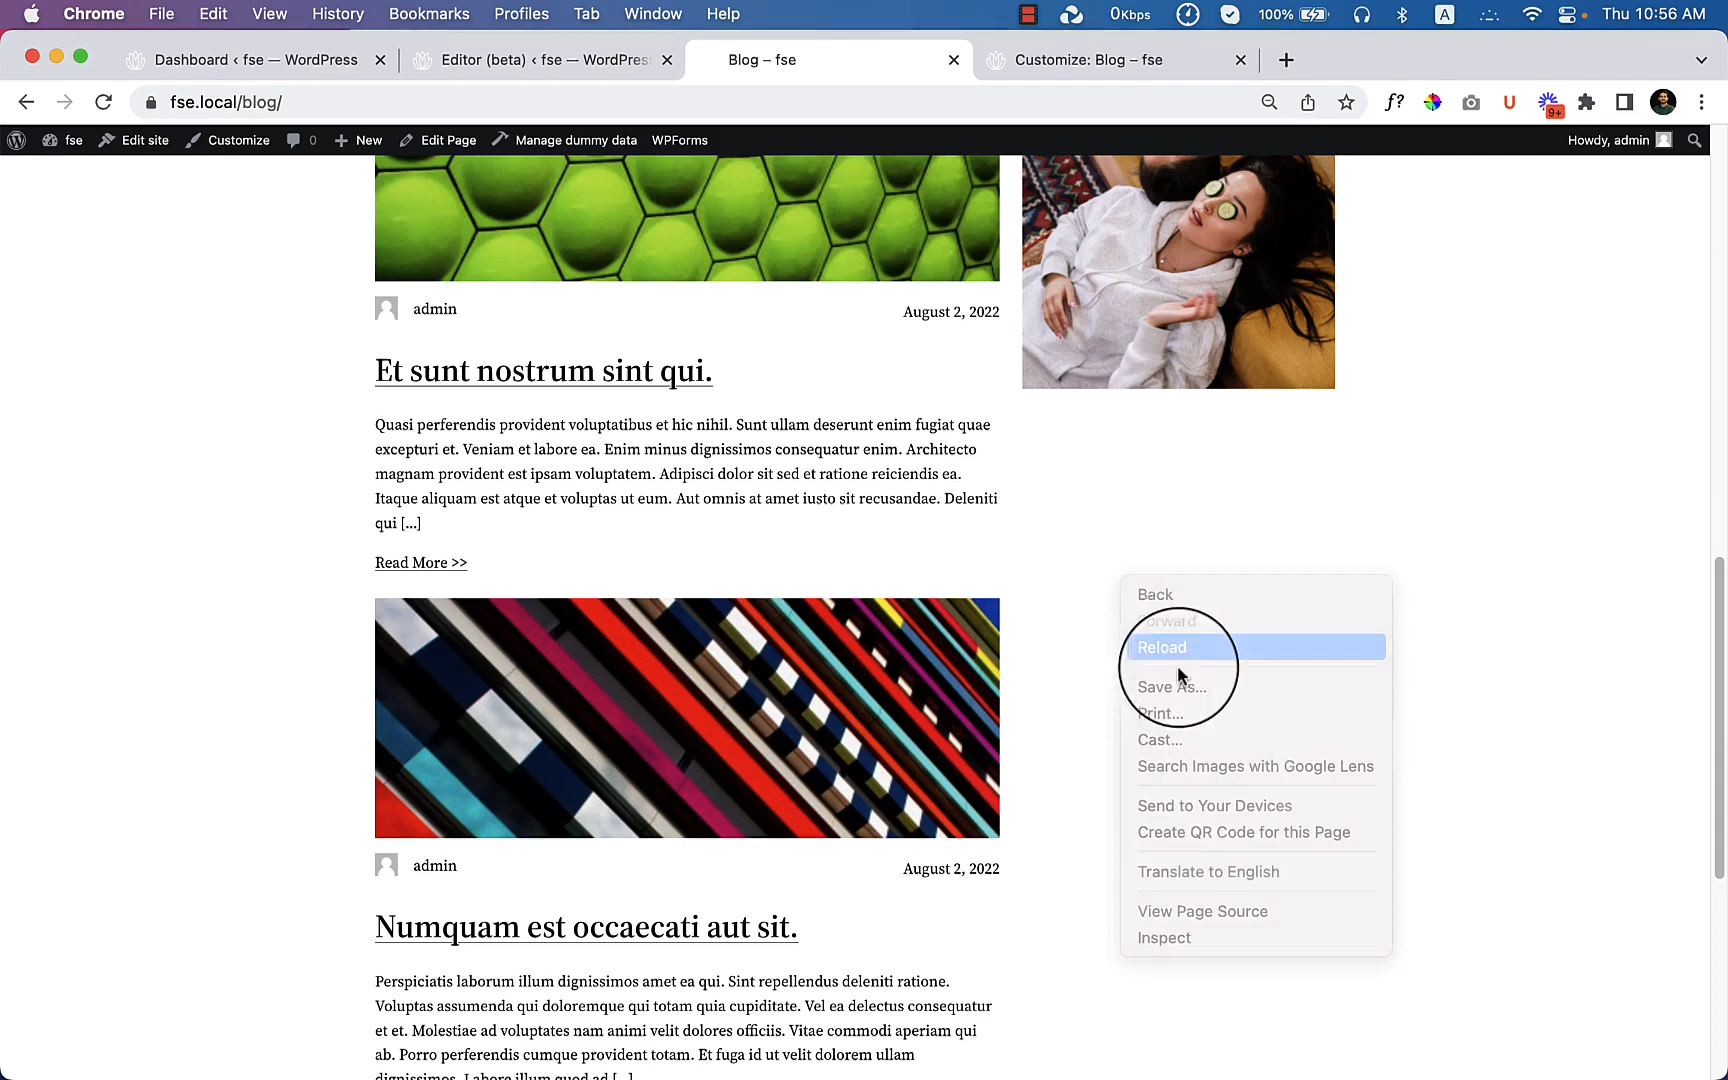 Chrome File Edit View History Bookmarks Profiles Tab Window Help 0Kbps 100% A Thu 10:56 AM
Dashboard ‹ fse — WordPress Editor (beta) ‹ fse — WordPres Blog – fse Customize: Blog – fse
fse.local/blog/ f? U 9+
fse Edit site Customize 0 New Edit Page Manage dummy data WPForms Howdy, admin
admin August 2, 2022
Et sunt nostrum sint qui.
Quasi perferendis provident voluptatibus et hic nihil. Sunt ullam deserunt enim fugiat quae
excepturi et. Veniam et labore ea. Enim minus dignissimos consequatur enim. Architecto
magnam provident est ipsam voluptatem. Adipisci dolor sit sed et ratione reiciendis ea.
Itaque aliquam est atque et voluptas ut eum. Aut omnis at amet iusto sit recusandae. Deleniti
qui [...]
Read More >>
Back
Forward
Reload
Save As...
Print...
Cast...
Search Images with Google Lens
Send to Your Devices
Create QR Code for this Page
Translate to English
View Page Source
Inspect
admin August 2, 2022
Numquam est occaecati aut sit.
Perspiciatis laborum illum dignissimos amet ea qui. Sint repellendus deleniti ratione.
Voluptas assumenda qui doloremque qui totam quia cupiditate. Vel ea delectus consequatur
et et. Molestiae ad voluptates nam animi velit dolores officiis. Vitae commodi aperiam qui
ab. Porro perferendis cumque provident totam. Et fuga id ut velit dolorem ullam
dignissimos. Labore illum quod ad [...]